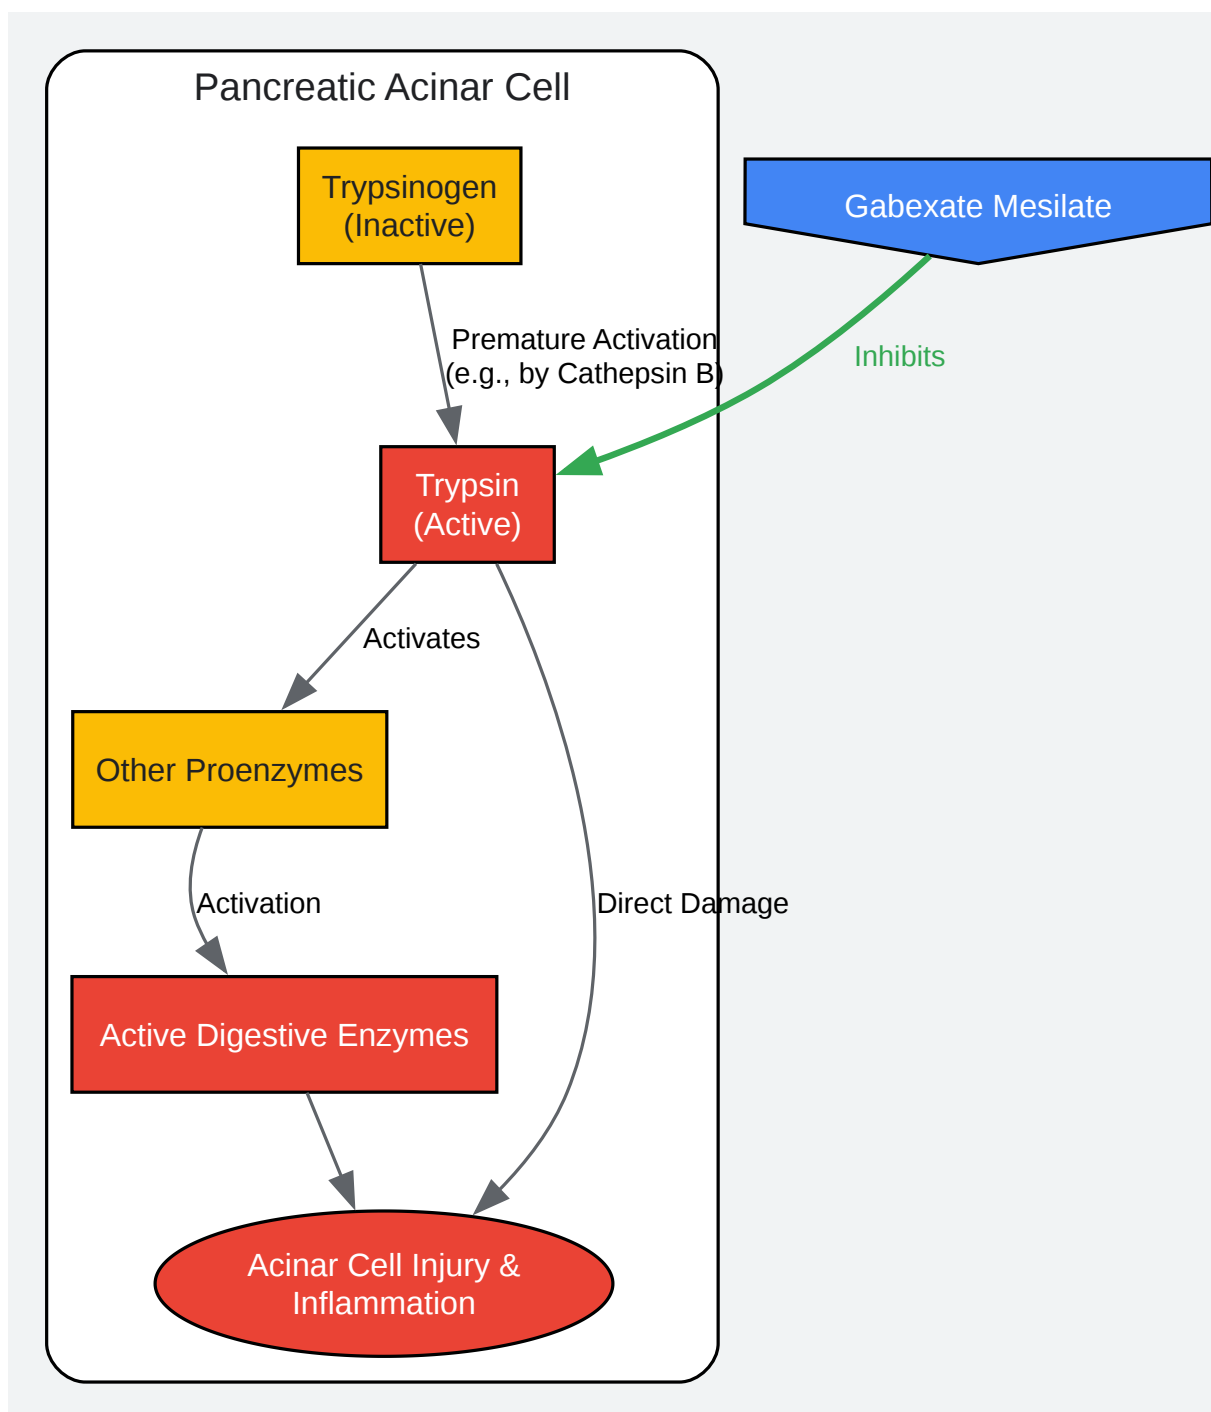 Pancreatic Acinar Cell
Trypsinogen
(Inactive)
Gabexate Mesilate
Premature Activation
(e.g., by Cathepsin B)
Inhibits
Trypsin
(Active)
Activates
Other Proenzymes
Activation
Direct Damage
Active Digestive Enzymes
Acinar Cell Injury &
Inflammation